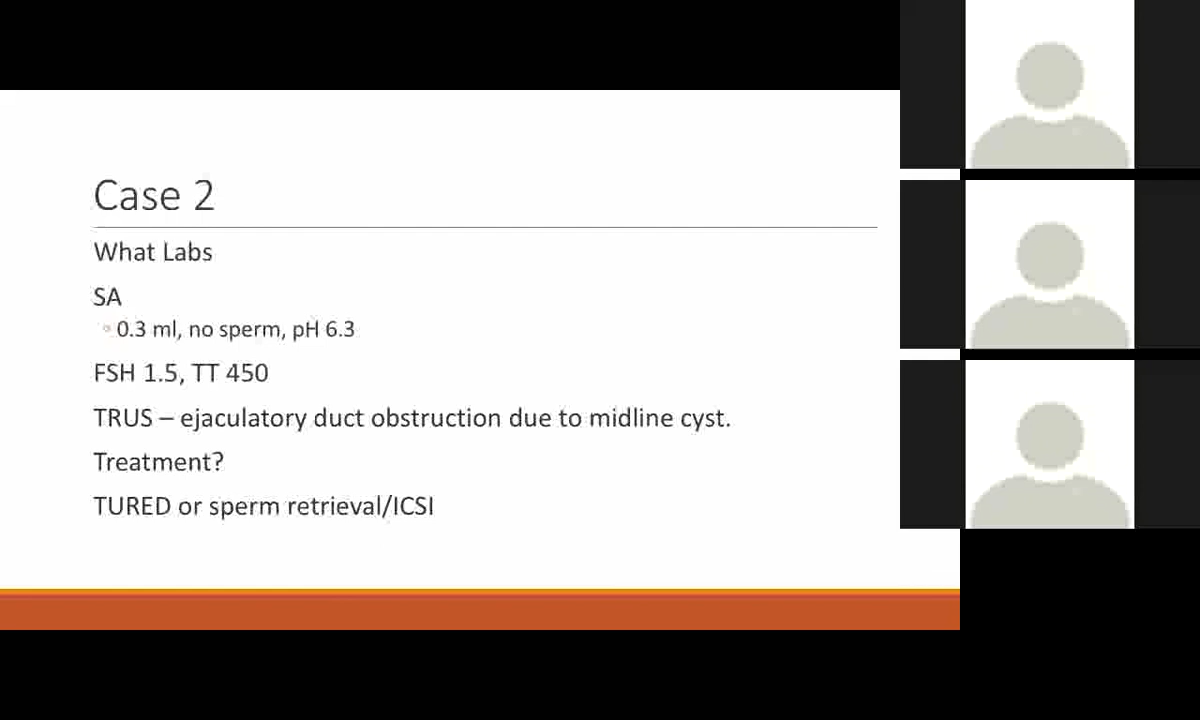 Case 2
What Labs
SA
◦ 0.3 ml, no sperm, pH 6.3
FSH 1.5, TT 450
TRUS – ejaculatory duct obstruction due to midline cyst.
Treatment?
TURED or sperm retrieval/ICSI